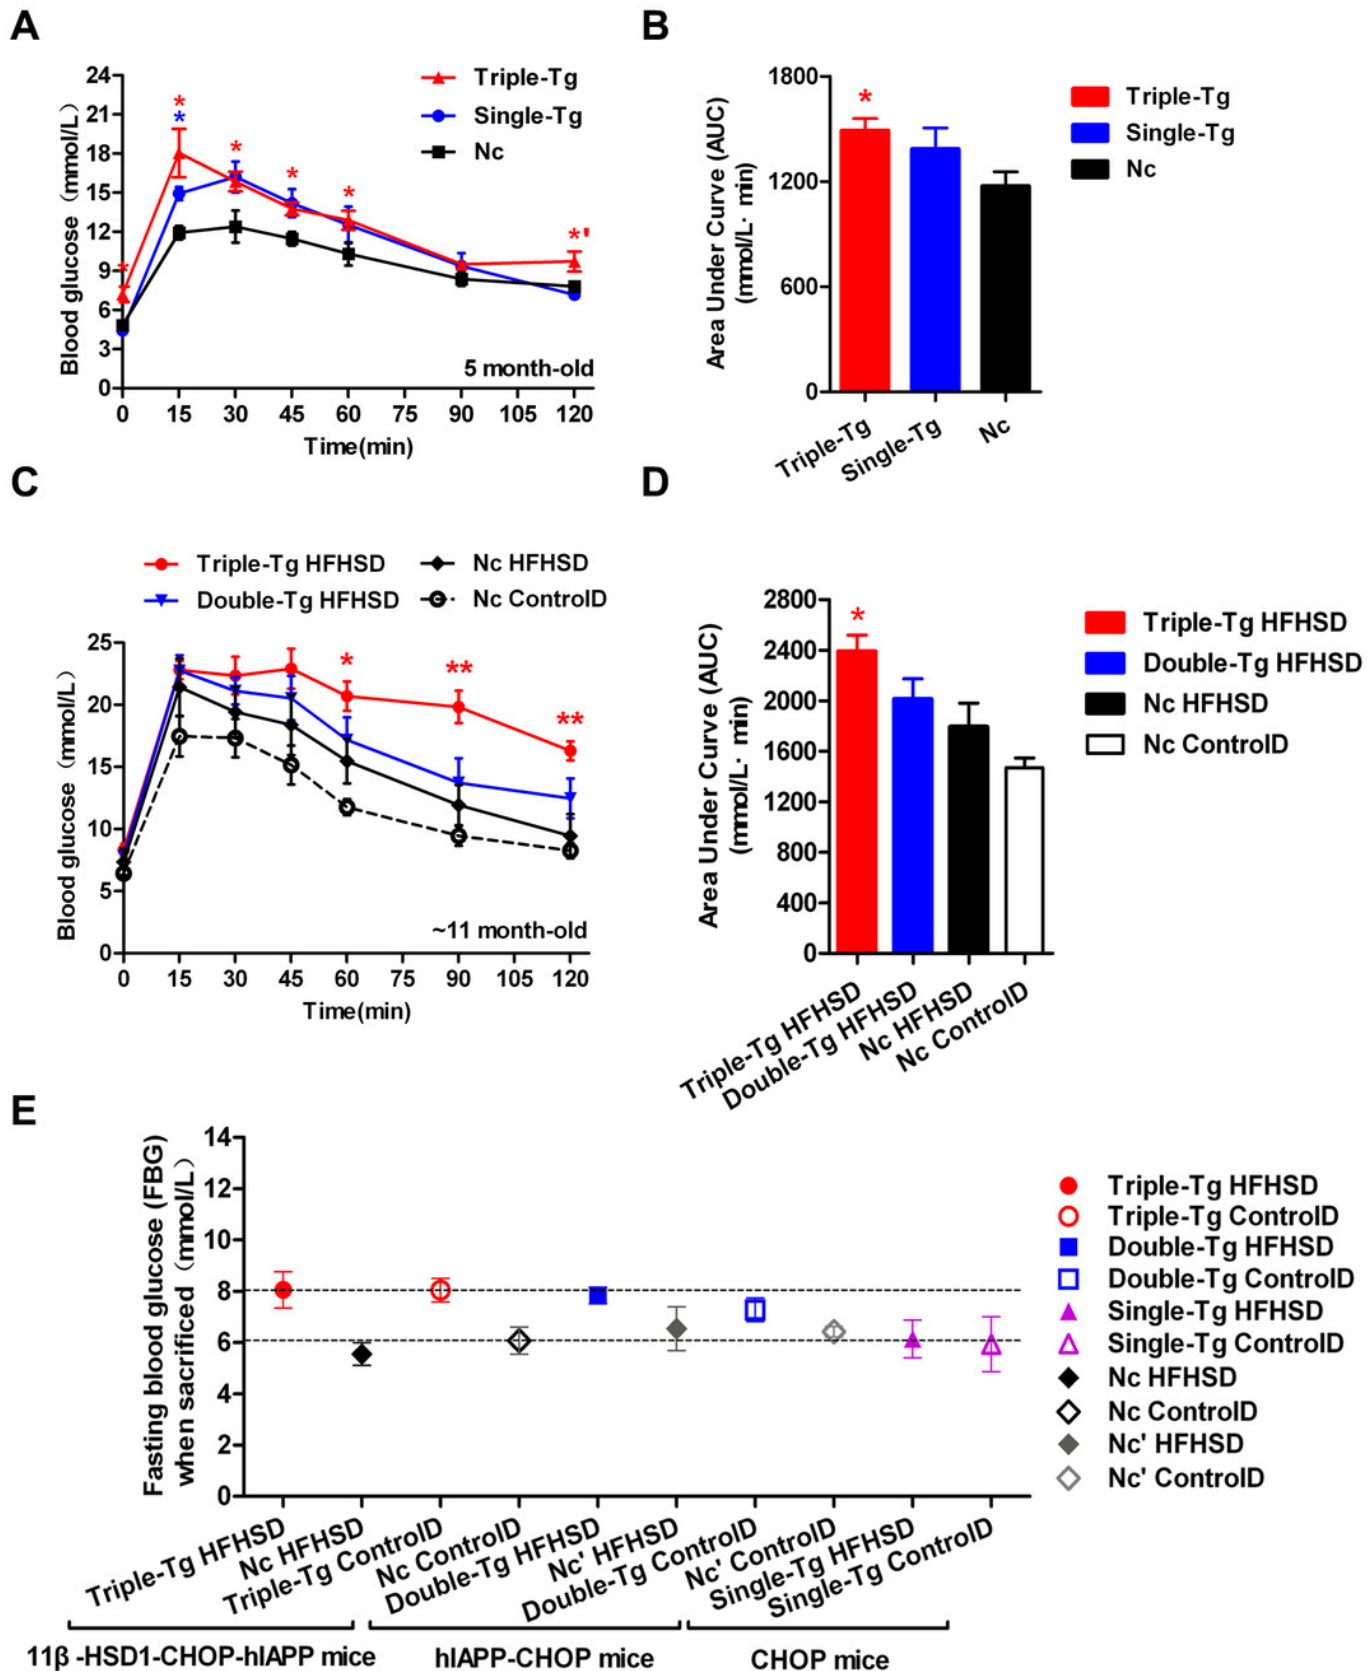 A
Blood glucose (mmol/L)
24
21
18
15
12
9
6
3
0
* * * * * * *'
*
Triple-Tg
Single-Tg
Nc
5 month-old
0 15 30 45 60 75 90 105 120
Time(min)
B
Area Under Curve (AUC)
(mmol/L· min)
1800
1200
600
0
*
Triple-Tg
Single-Tg
Nc
Triple-Tg
Single-Tg
Nc
C
Triple-Tg HFHSD
Double-Tg HFHSD
Nc HFHSD
Nc ControlD
Blood glucose (mmol/L)
25
20
15
10
5
0
* ** **
~11 month-old
0 15 30 45 60 75 90 105 120
Time(min)
D
Area Under Curve (AUC)
(mmol/L· min)
2800
2400
2000
1600
1200
800
400
0
*
Triple-Tg HFHSD
Double-Tg HFHSD
Nc HFHSD
Nc ControlD
Triple-Tg HFHSD
Double-Tg HFHSD
Nc HFHSD
Nc ControlD
E
Fasting blood glucose (FBG)
when sacrificed (mmol/L)
14
12
10
8
6
4
2
0
Triple-Tg HFHSD
Triple-Tg ControlD
Double-Tg HFHSD
Double-Tg ControlD
Single-Tg HFHSD
Single-Tg ControlD
Nc HFHSD
Nc ControlD
Nc' HFHSD
Nc' ControlD
Triple-Tg HFHSD
Nc HFHSD
Triple-Tg ControlD
Nc ControlD
Double-Tg HFHSD
Nc' HFHSD
Double-Tg ControlD
Nc' ControlD
Single-Tg HFHSD
Single-Tg ControlD
11β -HSD1-CHOP-hIAPP mice
hIAPP-CHOP mice
CHOP mice